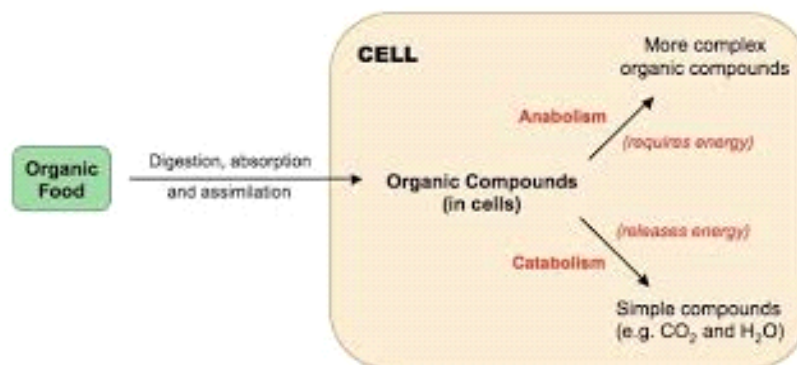 CELL
More complex
organic compounds
Anabolism
(requires energy)
Organic
Food
Digestion, absorption
and assimilation
Organic Compounds
(in cells)
(releases energy)
Catabolism
Simple compounds
(e.g. CO₂ and H₂O)